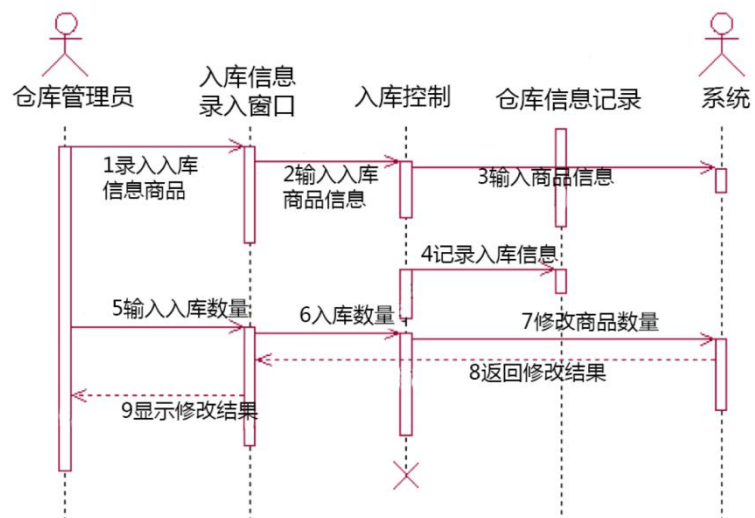 仓库管理员
入库信息
录入窗口
入库控制
仓库信息记录
系统
1录入入库
信息商品
2输入入库
商品信息
3输入商品信息
4记录入库信息
5输入入库数量
6入库数量
7修改商品数量
8返回修改结果
9显示修改结果